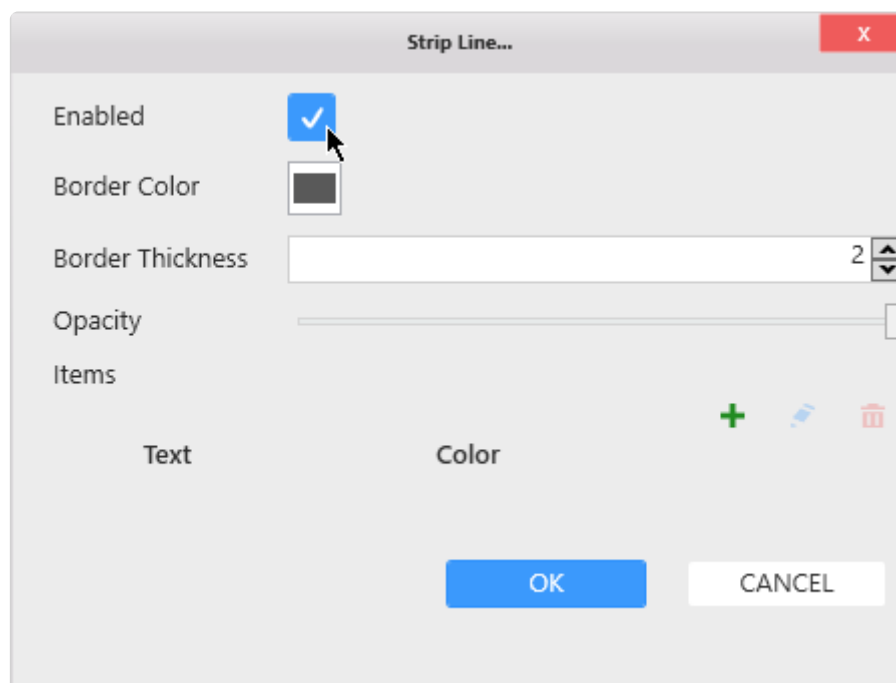 Strip Line...
x
Enabled
Border Color
Border Thickness 2
Opacity
Items
Text Color
OK CANCEL